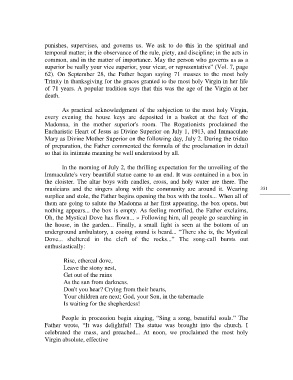 punishes, supervises, and governs us. We ask to do this in the spiritual and
temporal matter; in the observance of the rule, piety, and discipline; in the acts in
common, and in the matter of importance. May the person who governs us as a
superior be really your vice superior, your vicar, or representative" (Vol. 7, page
62). On September 28, the Father began saying 71 masses to the most holy
Trinity in thanksgiving for the graces granted to the most holy Virgin in her life
of 71 years. A popular tradition says that this was the age of the Virgin at her
death.
As practical acknowledgment of the subjection to the most holy Virgin,
every evening the house keys are deposited in a basket at the feet of the
Madonna, in the mother superior's room. The Rogationists proclaimed the
Eucharistic Heart of Jesus as Divine Superior on July 1, 1913, and Immaculate
Mary as Divine Mother Superior on the following day, July 2. During the triduo
of preparation, the Father commented the formula of the proclamation in detail
so that its intimate meaning be well understood by all.
In the morning of July 2, the thrilling expectation for the unveiling of the
Immaculate's very beautiful statue came to an end. It was contained in a box in
the cloister. The altar boys with candles, cross, and holy water are there. The
musicians and the singers along with the community are around it. Wearing
surplice and stole, the Father begins opening the box with the tools... When all of
them are going to salute the Madonna at her first appearing, the box opens, but
nothing appears... the box is empty. As feeling mortified, the Father exclaims,
Oh, the Mystical Dove has flown... » Following him, all people go searching in
the house, in the garden... Finally, a small light is seen at the bottom of an
underground ambulatory, a cooing sound is heard... "There she is, the Mystical
Dove... sheltered in the cleft of the rocks..." The song-call bursts out
enthusiastically:
331
Rise, ethereal dove,
Leave the stony nest,
Get out of the ruins
As the sun from darkness.
Don't you hear? Crying from their hearts,
Your children are next; God, your Son, in the tabernacle
Is waiting for the shepherdess!
People in procession begin singing, "Sing a song, beautiful souls." The
Father wrote, "It was delightful! The statue was brought into the church. I
celebrated the mass, and preached... At noon, we proclaimed the most holy
Virgin absolute, effective